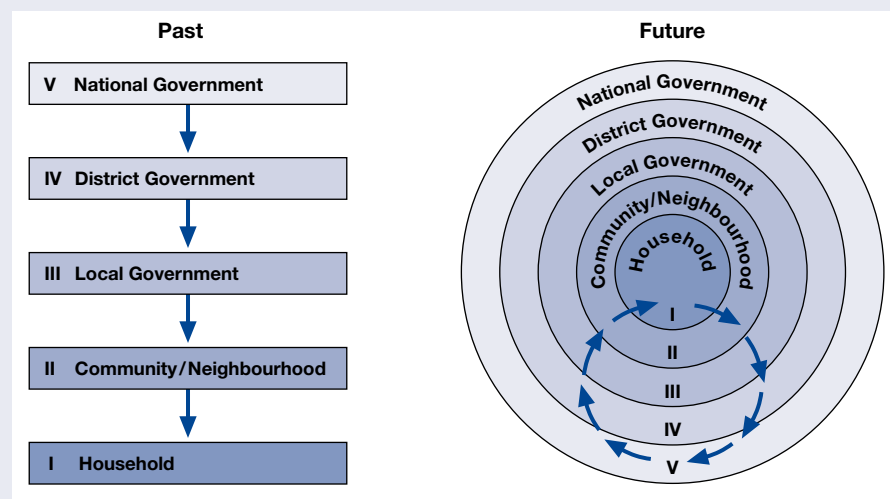 Past
V National Government
IV District Government
III Local Government
II Community/Neighbourhood
I Household
Future
National Government
District Government
Local Government
Community/Neighbourhood
Household
I
II
III
IV
V